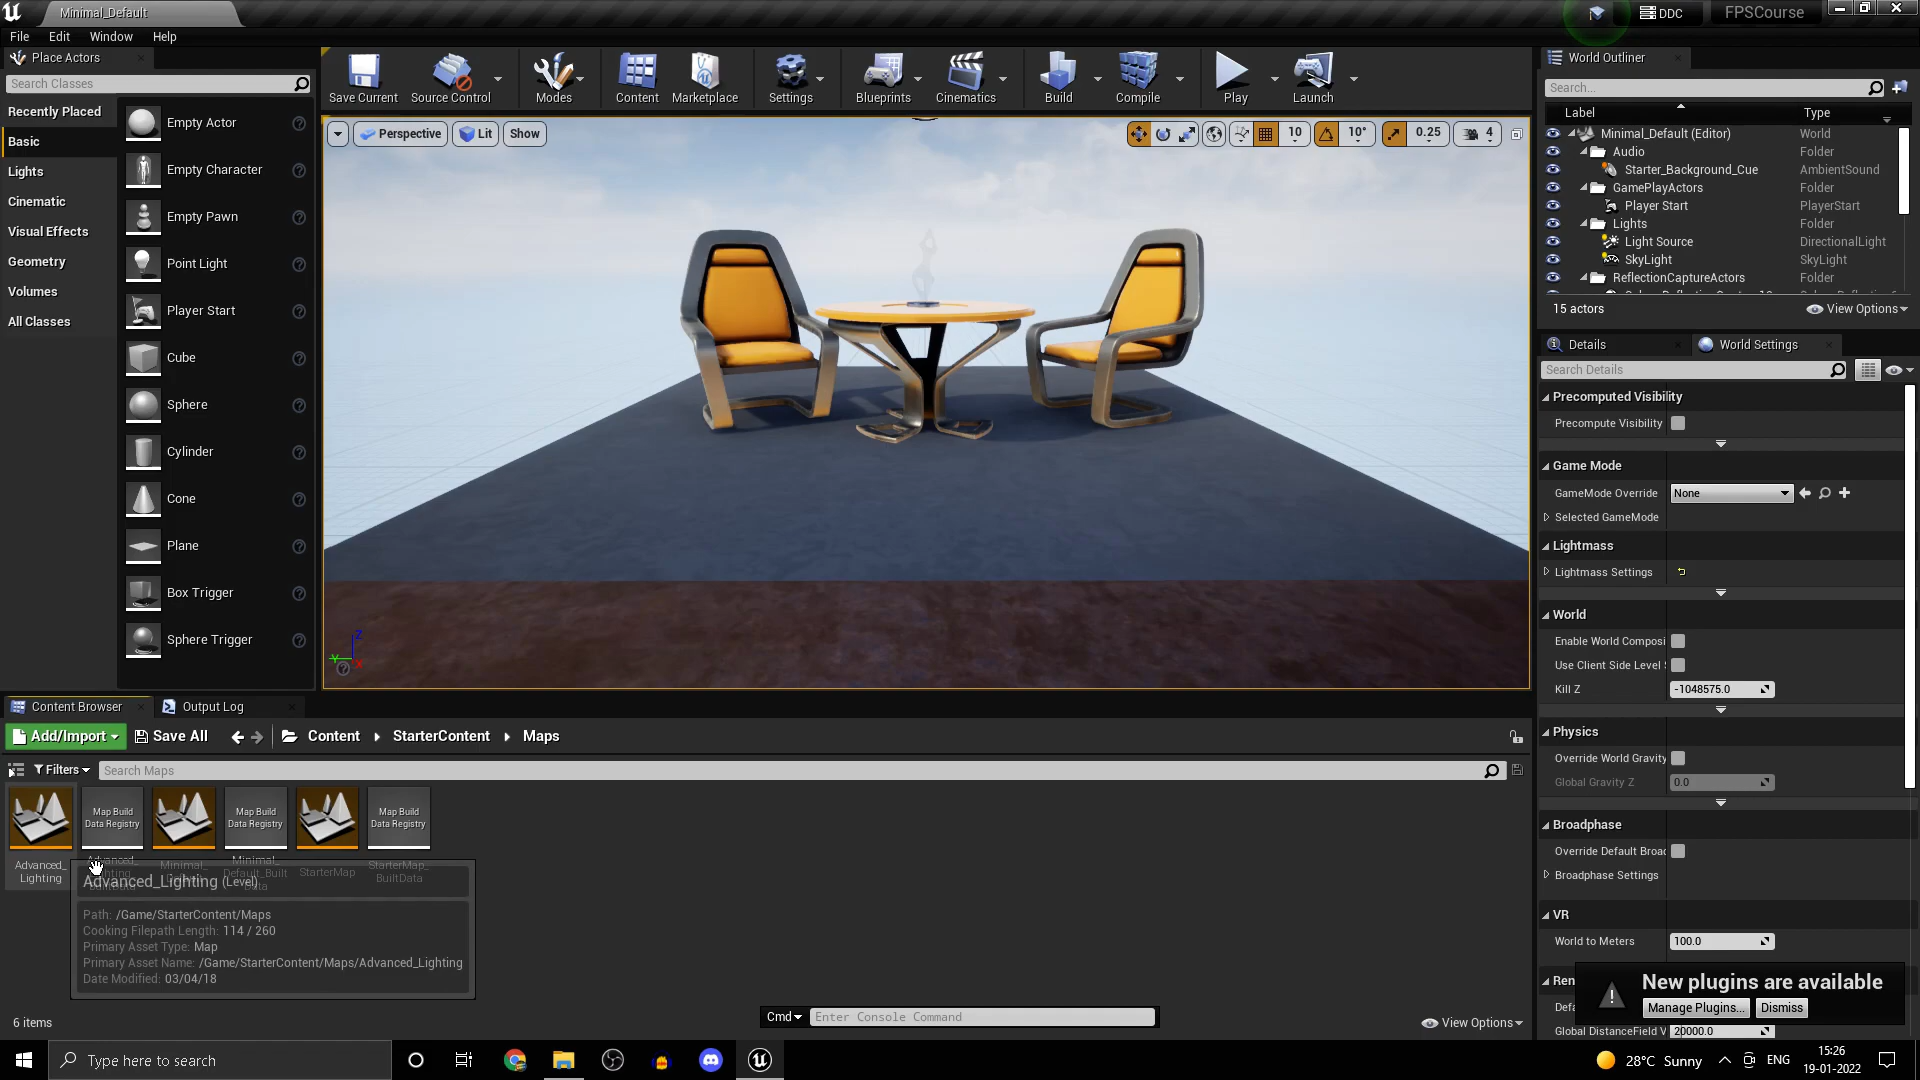 Minimal_Default
DDC
FPSCourse
File
Edit
Window
Help
Place Actors
Search Classes
Recently Placed
Basic
Lights
Cinematic
Visual Effects
Geometry
Volumes
All Classes
Empty Actor
Empty Character
Empty Pawn
Point Light
Player Start
Cube
Sphere
Cylinder
Cone
Plane
Box Trigger
Sphere Trigger
Save Current
Source Control
Modes
Content
Marketplace
Settings
Blueprints
Cinematics
Build
Compile
Play
Launch
Perspective
Lit
Show
10
10°
0.25
4
World Outliner
Search...
Label
Type
Minimal_Default (Editor)
World
Audio
Folder
Starter_Background_Cue
AmbientSound
GamePlayActors
Folder
Player Start
PlayerStart
Lights
Folder
Light Source
DirectionalLight
SkyLight
SkyLight
ReflectionCaptureActors
Folder
15 actors
View Options
Details
World Settings
Search Details
Precomputed Visibility
Precompute Visibility
Game Mode
GameMode Override
None
Selected GameMode
Lightmass
Lightmass Settings
World
Enable World Composi
Use Client Side Level
Kill Z
-1048575.0
Physics
Override World Gravity
Global Gravity Z
0.0
Broadphase
Override Default Broad
Broadphase Settings
VR
World to Meters
100.0
Ren
Defa
Global DistanceField V
20000.0
New plugins are available
Manage Plugins...
Dismiss
Z
Y
X
Content Browser
Output Log
Add/Import
Save All
Content
StarterContent
Maps
Filters
Search Maps
Map Build
Data Registry
Map Build
Data Registry
Map Build
Data Registry
Advanced_
Lighting
Advanced_
Minimal_
Minimal_
Default_Built
StarterMap
StarterMap_
BuiltData
Advanced_Lighting (Level)
Path: /Game/StarterContent/Maps
Cooking Filepath Length: 114 / 260
Primary Asset Type: Map
Primary Asset Name: /Game/StarterContent/Maps/Advanced_Lighting
Date Modified: 03/04/18
6 items
Cmd
Enter Console Command
View Options
Type here to search
28°C Sunny
ENG
15:26
19-01-2022